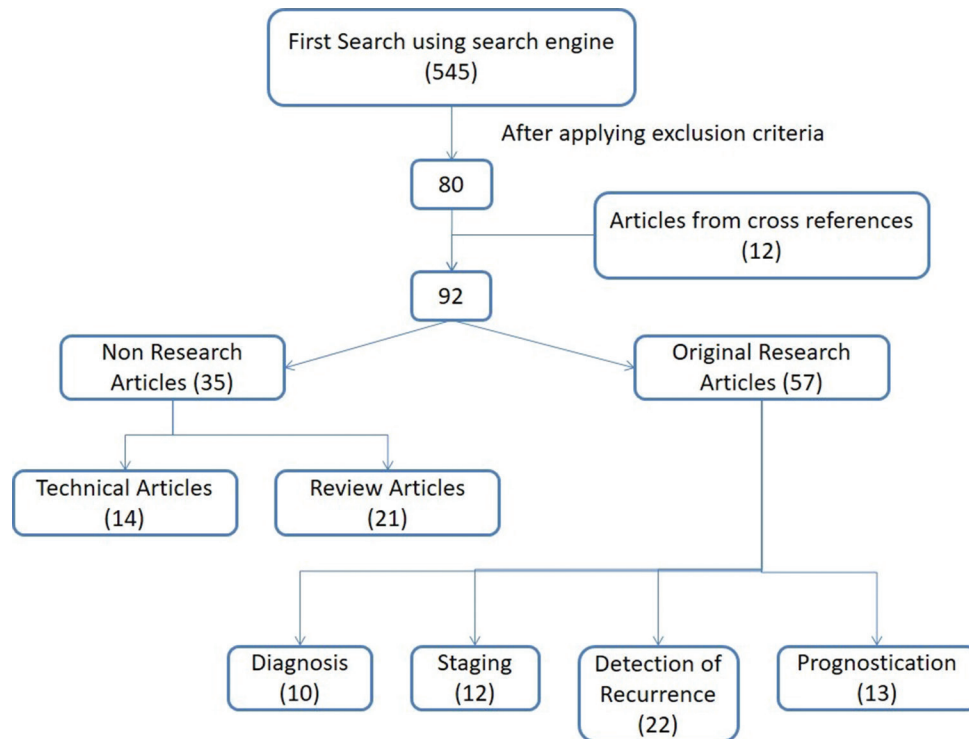 First Search using search engine
(545)
After applying exclusion criteria
80
Articles from cross references
(12)
92
Non Research
Articles (35)
Original Research
Articles (57)
Technical Articles
(14)
Review Articles
(21)
Diagnosis
(10)
Staging
(12)
Detection of
Recurrence
(22)
Prognostication
(13)